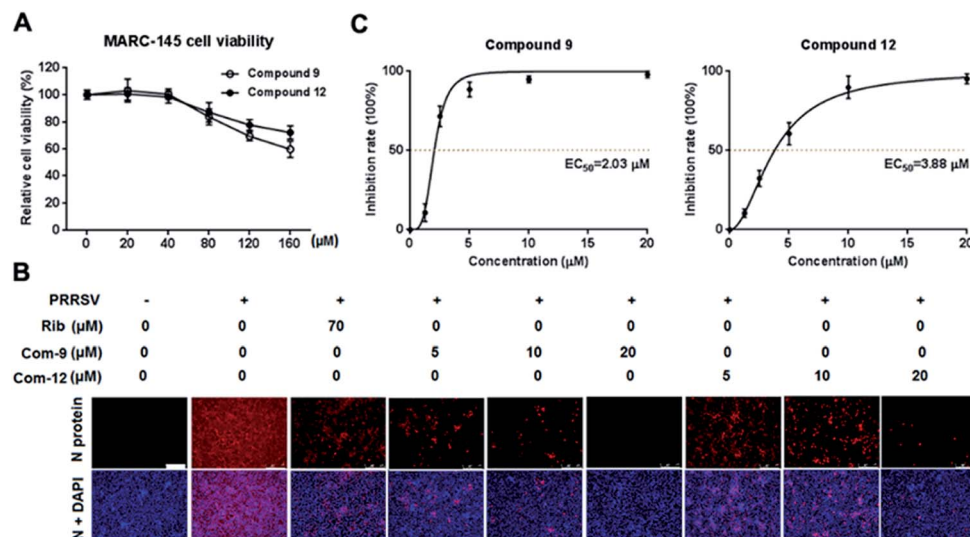 A
MARC-145 cell viability
Relative cell viability (%)
120
100
80
60
40
20
0
Compound 9
Compound 12
0 20 40 80 120 160 (μM)
C
Compound 9
Inhibition rate (100%)
100
50
0
EC50=2.03 μM
0 5 10 15 20
Concentration (μM)
Compound 12
Inhibition rate (100%)
100
50
0
EC50=3.88 μM
0 5 10 15 20
Concentration (μM)
B
PRRSV - + + + + + + + +
Rib (μM) 0 0 70 0 0 0 0 0 0
Com-9 (μM) 0 0 0 5 10 20 0 0 0
Com-12 (μM) 0 0 0 0 0 0 5 10 20
N protein
N + DAPI